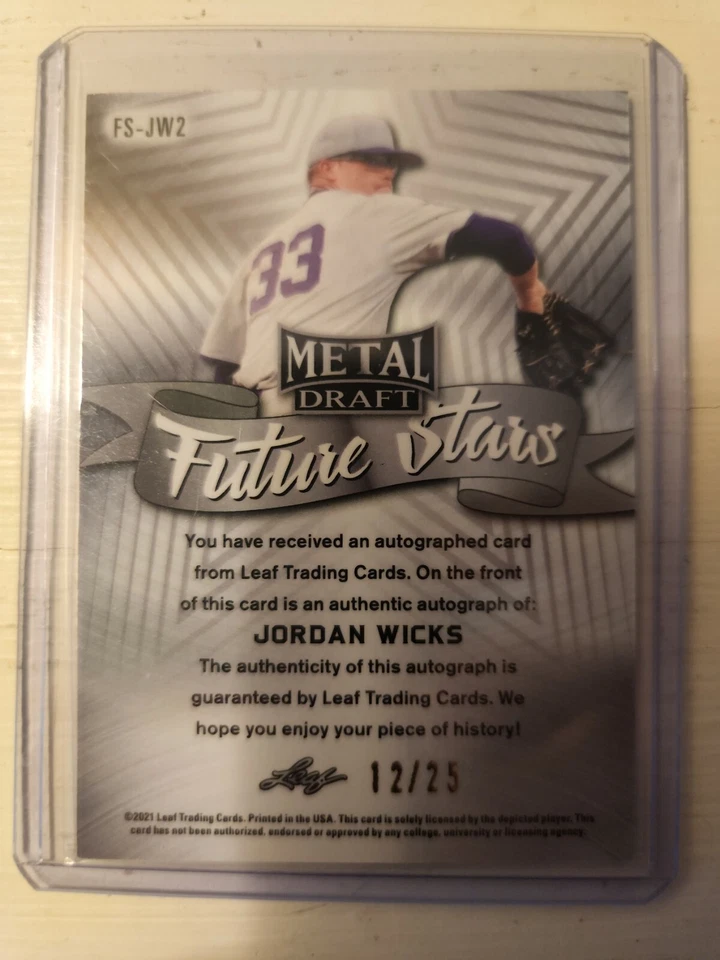 FS-JW2
33
METAL
DRAFT
Future Stars
You have received an autographed card
from Leaf Trading Cards. On the front
of this card is an authentic autograph of:
JORDAN WICKS
The authenticity of this autograph is
guaranteed by Leaf Trading Cards. We
hope you enjoy your piece of history!
Leaf 12/25
©2021 Leaf Trading Cards. Printed in the USA. This card is solely licensed by the depicted player. This
card has not been authorized, endorsed or approved by any college, university or licensing agency.